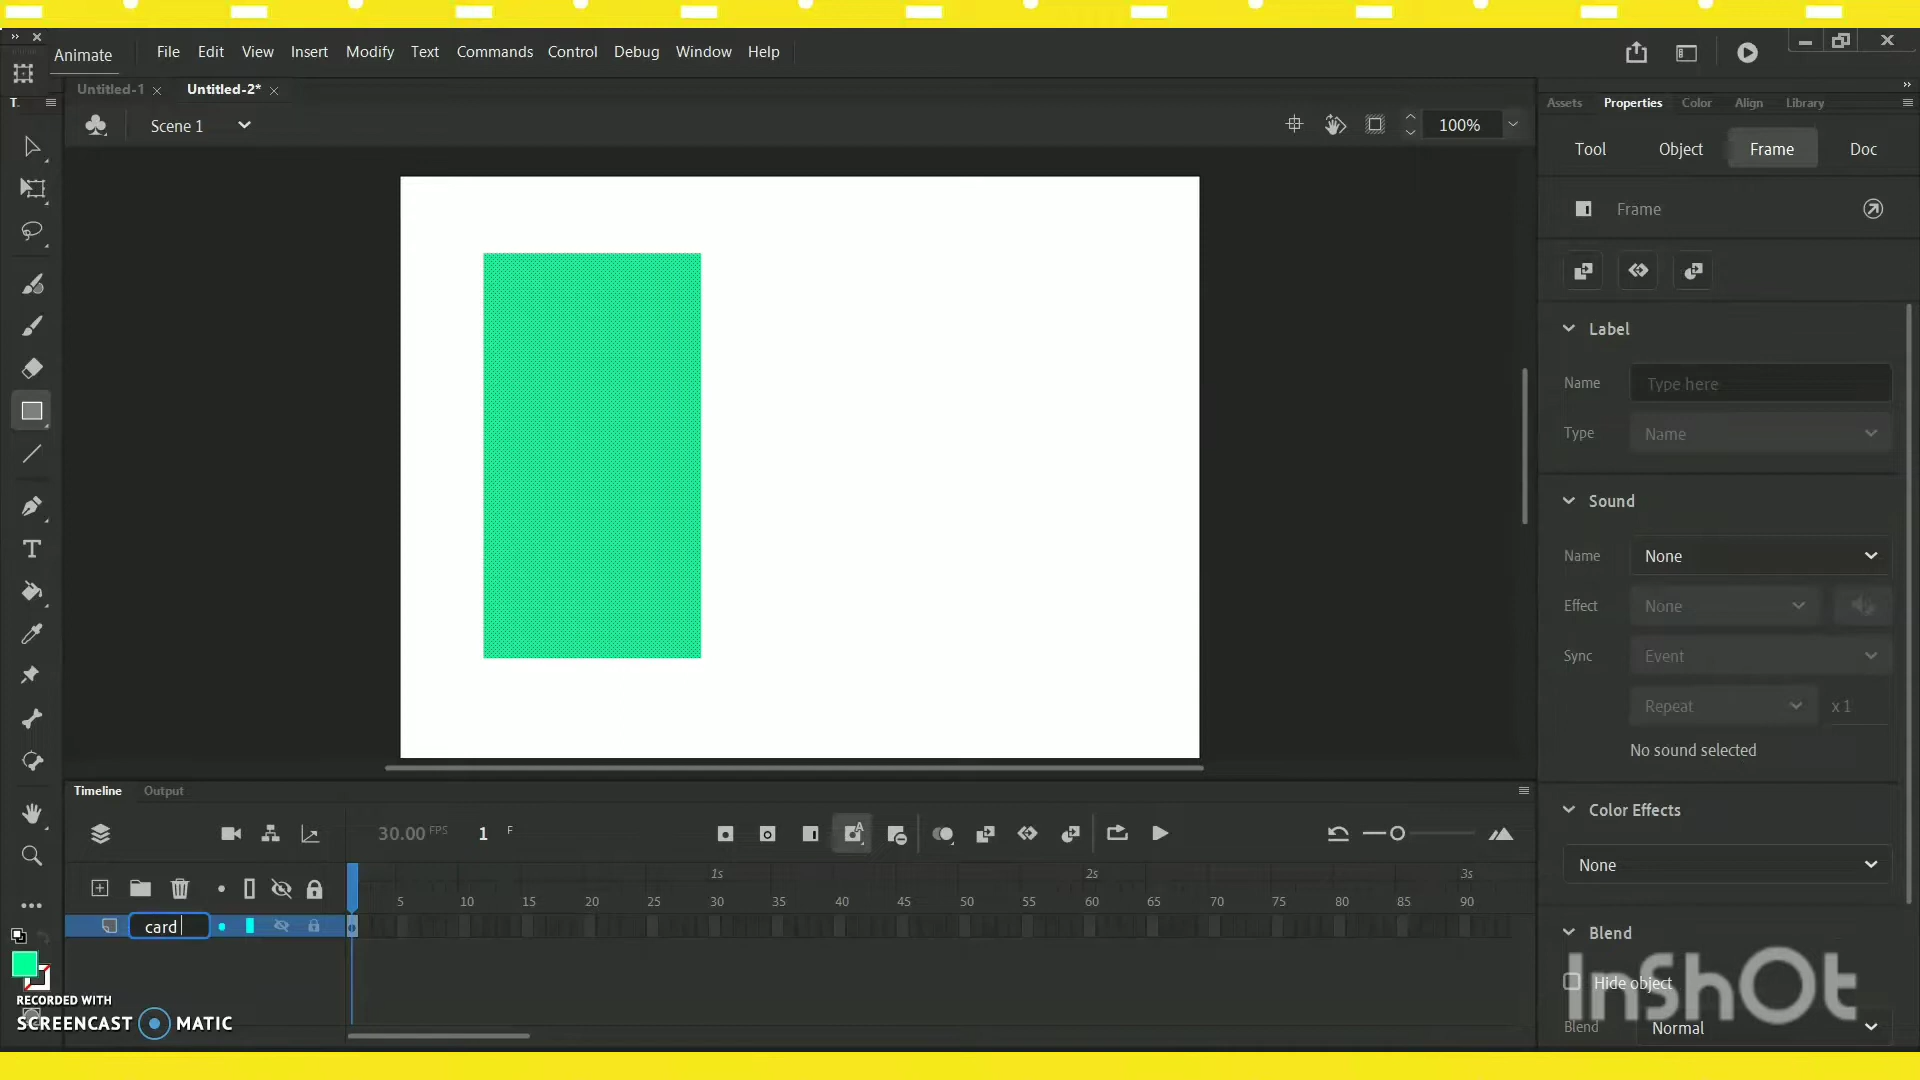 Animate File Edit View Insert Modify Text Commands Control Debug Window Help
Untitled-1 Untitled-2*
Scene 1
100%
Assets Properties Color Align Library
Tool Object Frame Doc
Frame
Label
Name Type here
Type Name
Sound
Name None
Effect None
Sync Event
Repeat x 1
No sound selected
Color Effects
None
Blend
Hide object
Blend Normal
InShOt
T.
Timeline Output
30.00 FPS 1 F
1s 2s 3s
5 10 15 20 25 30 35 40 45 50 55 60 65 70 75 80 85 90
card
RECORDED WITH
SCREENCAST MATIC